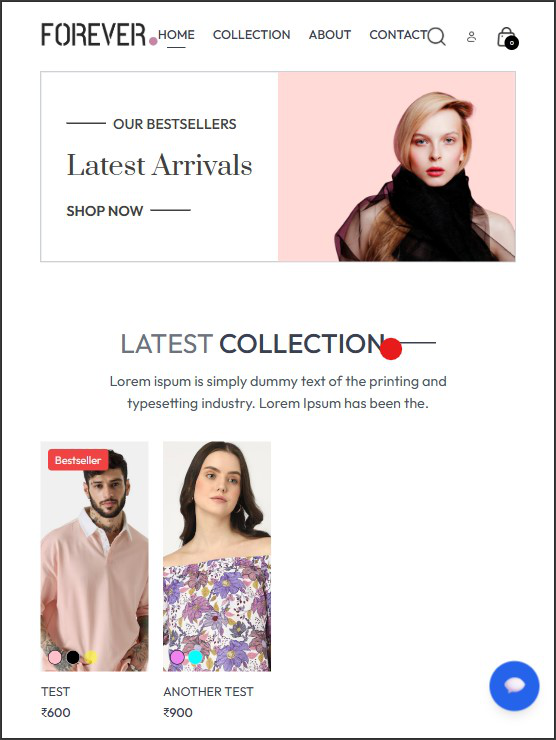 FOREVER.
HOME COLLECTION ABOUT CONTACT
0
OUR BESTSELLERS
Latest Arrivals
SHOP NOW
LATEST COLLECTION
Lorem ispum is simply dummy text of the printing and
typesetting industry. Lorem Ipsum has been the.
Bestseller
TEST
₹600
ANOTHER TEST
₹900